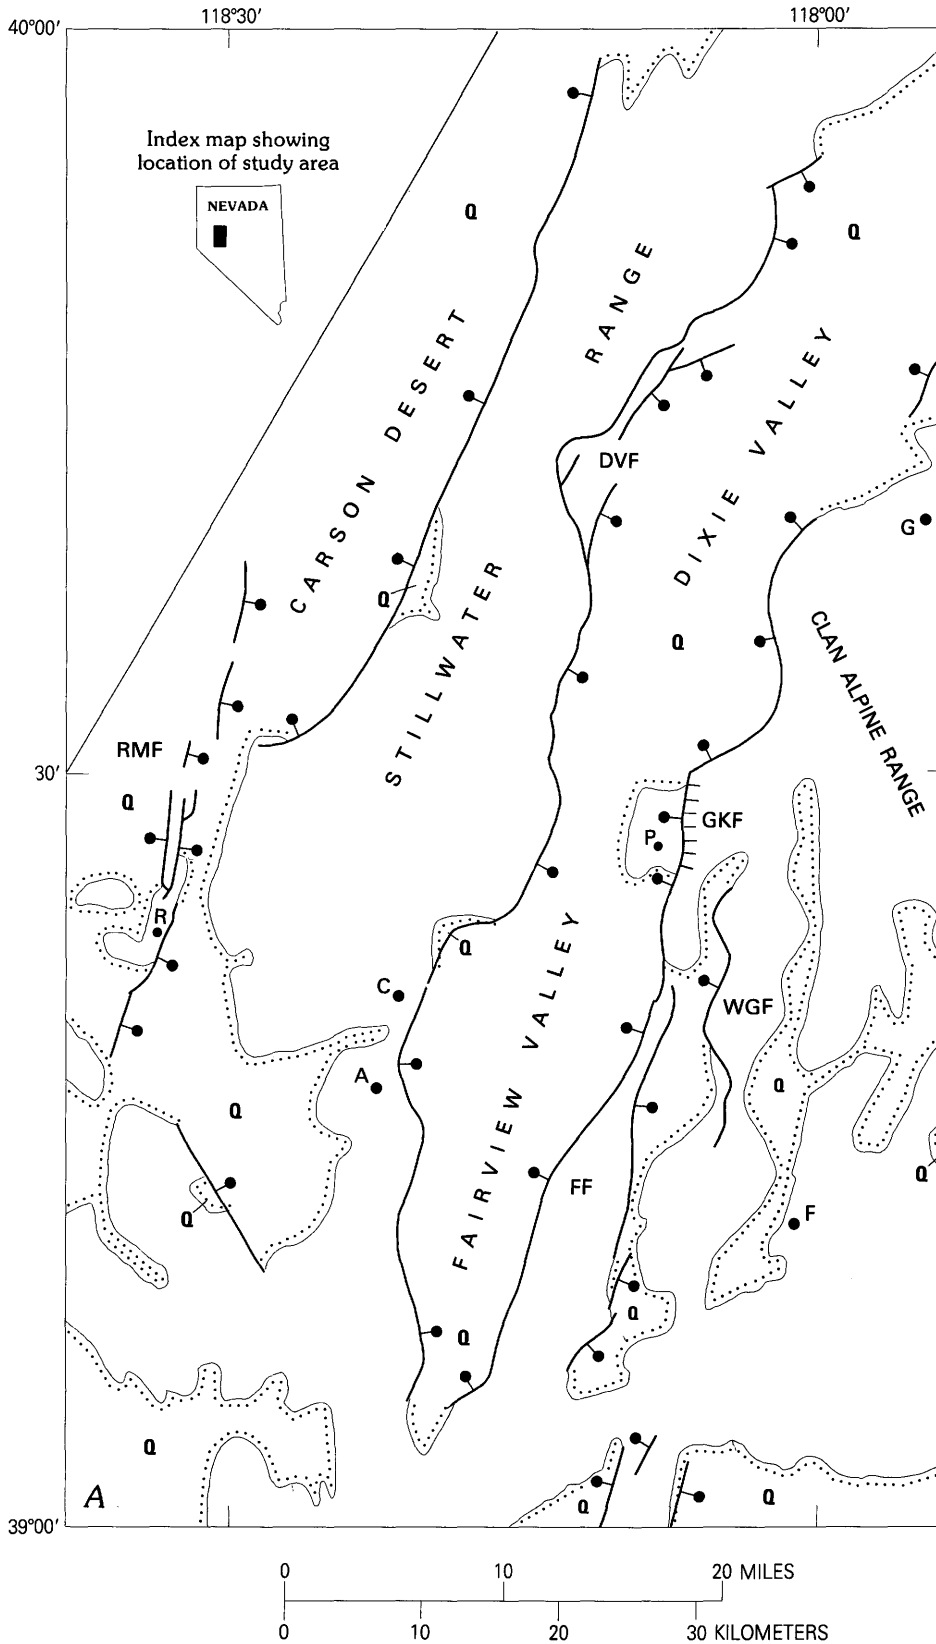 118°30′
118°00′
40°00′
Index map showing
location of study area
NEVADA
Q
Q
CARSON DESERT
RANGE
DIXIE VALLEY
DVF
G
Q
STILLWATER
Q
CLAN ALPINE RANGE
RMF
30′
Q
GKF
P
R
Q
C
WGF
FAIRVIEW VALLEY
A
Q
Q
Q
FF
Q
F
Q
Q
Q
A
Q
Q
39°00′
0 10 20 MILES
0 10 20 30 KILOMETERS